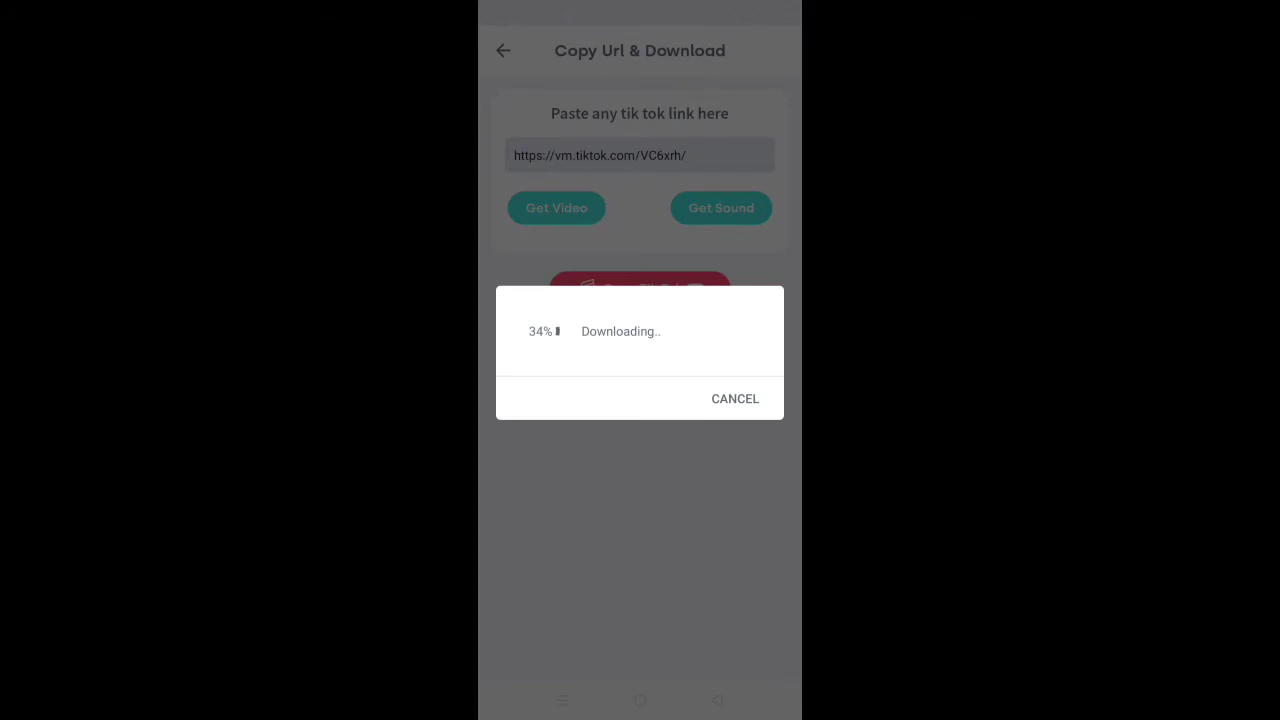 Copy Url & Download
Paste any tik tok link here
https://vm.tiktok.com/VC6xrh/
Get Video
Get Sound
34%
Downloading..
CANCEL